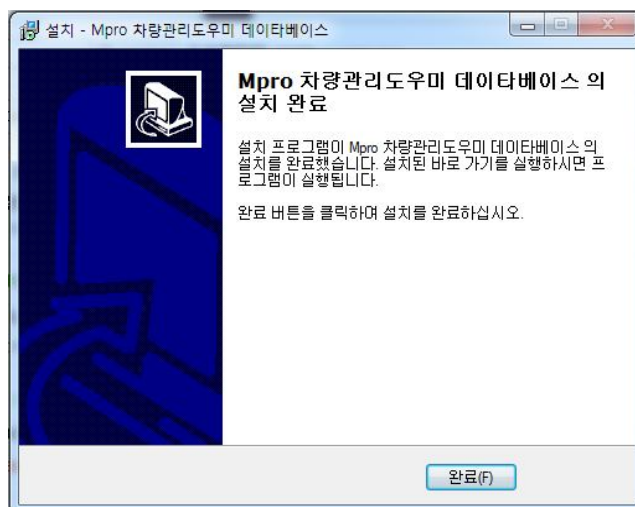 설치 - Mpro 차량관리도우미 데이타베이스
Mpro 차량관리도우미 데이타베이스 의
설치 완료
설치 프로그램이 Mpro 차량관리도우미 데이타베이스 의
설치를 완료했습니다. 설치된 바로 가기를 실행하시면 프
로그램이 실행됩니다.
완료 버튼을 클릭하여 설치를 완료하십시오.
완료(F)